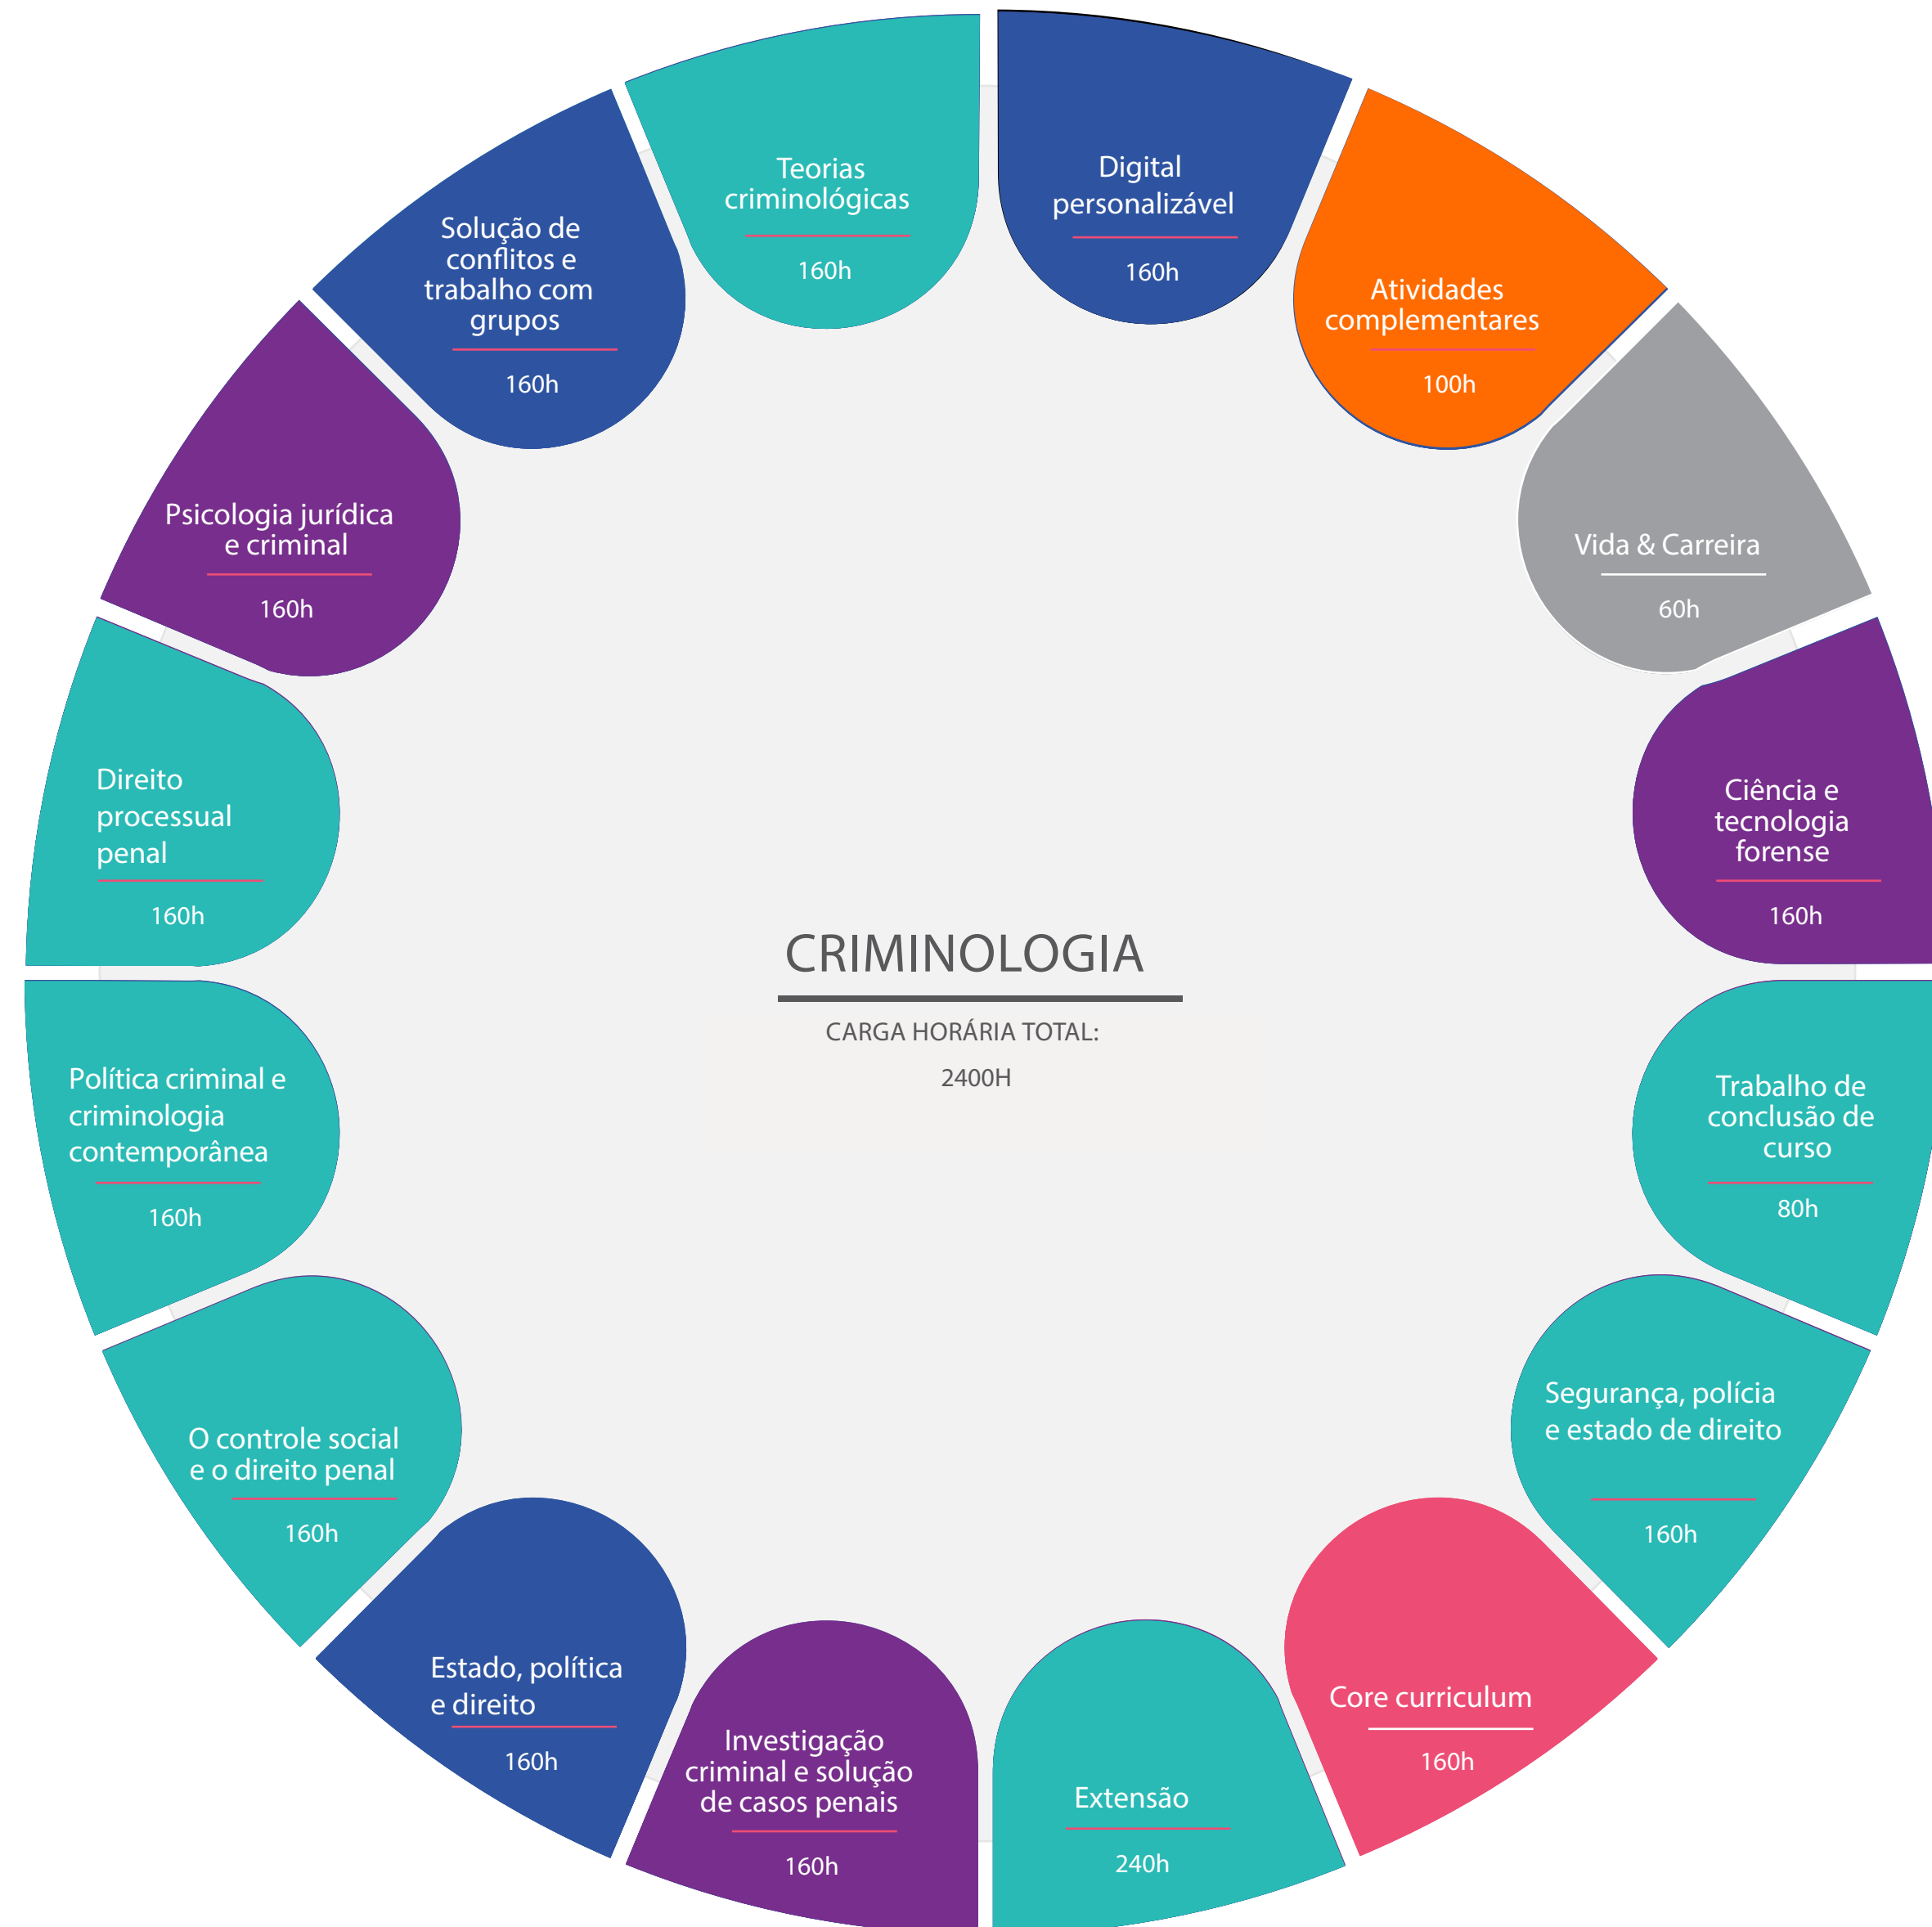 Teorias
criminológicas
160h
Digital
personalizável
160h
Atividades
complementares
100h
Vida & Carreira
60h
Ciência e
tecnologia
forense
160h
Trabalho de
conclusão de
curso
80h
Segurança, polícia
e estado de direito
160h
Core curriculum
160h
Extensão
240h
Investigação
criminal e solução
de casos penais
160h
Estado, política
e direito
160h
O controle social
e o direito penal
160h
Política criminal e
criminologia
contemporânea
160h
Direito
processual
penal
160h
Psicologia jurídica
e criminal
160h
Solução de
conflitos e
trabalho com
grupos
160h
CRIMINOLOGIA
CARGA HORÁRIA TOTAL:
2400H